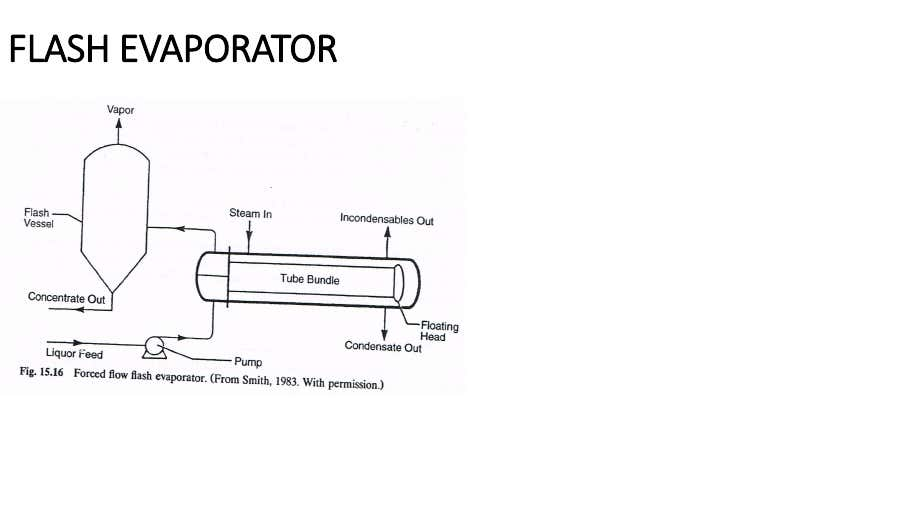 FLASH EVAPORATOR
Vapor
Flash
Vessel
Steam In
Incondensables Out
Tube Bundle
Concentrate Out
Floating
Head
Condensate Out
Liquor Feed
Pump
Fig. 15.16 Forced flow flash evaporator. (From Smith, 1983. With permission.)